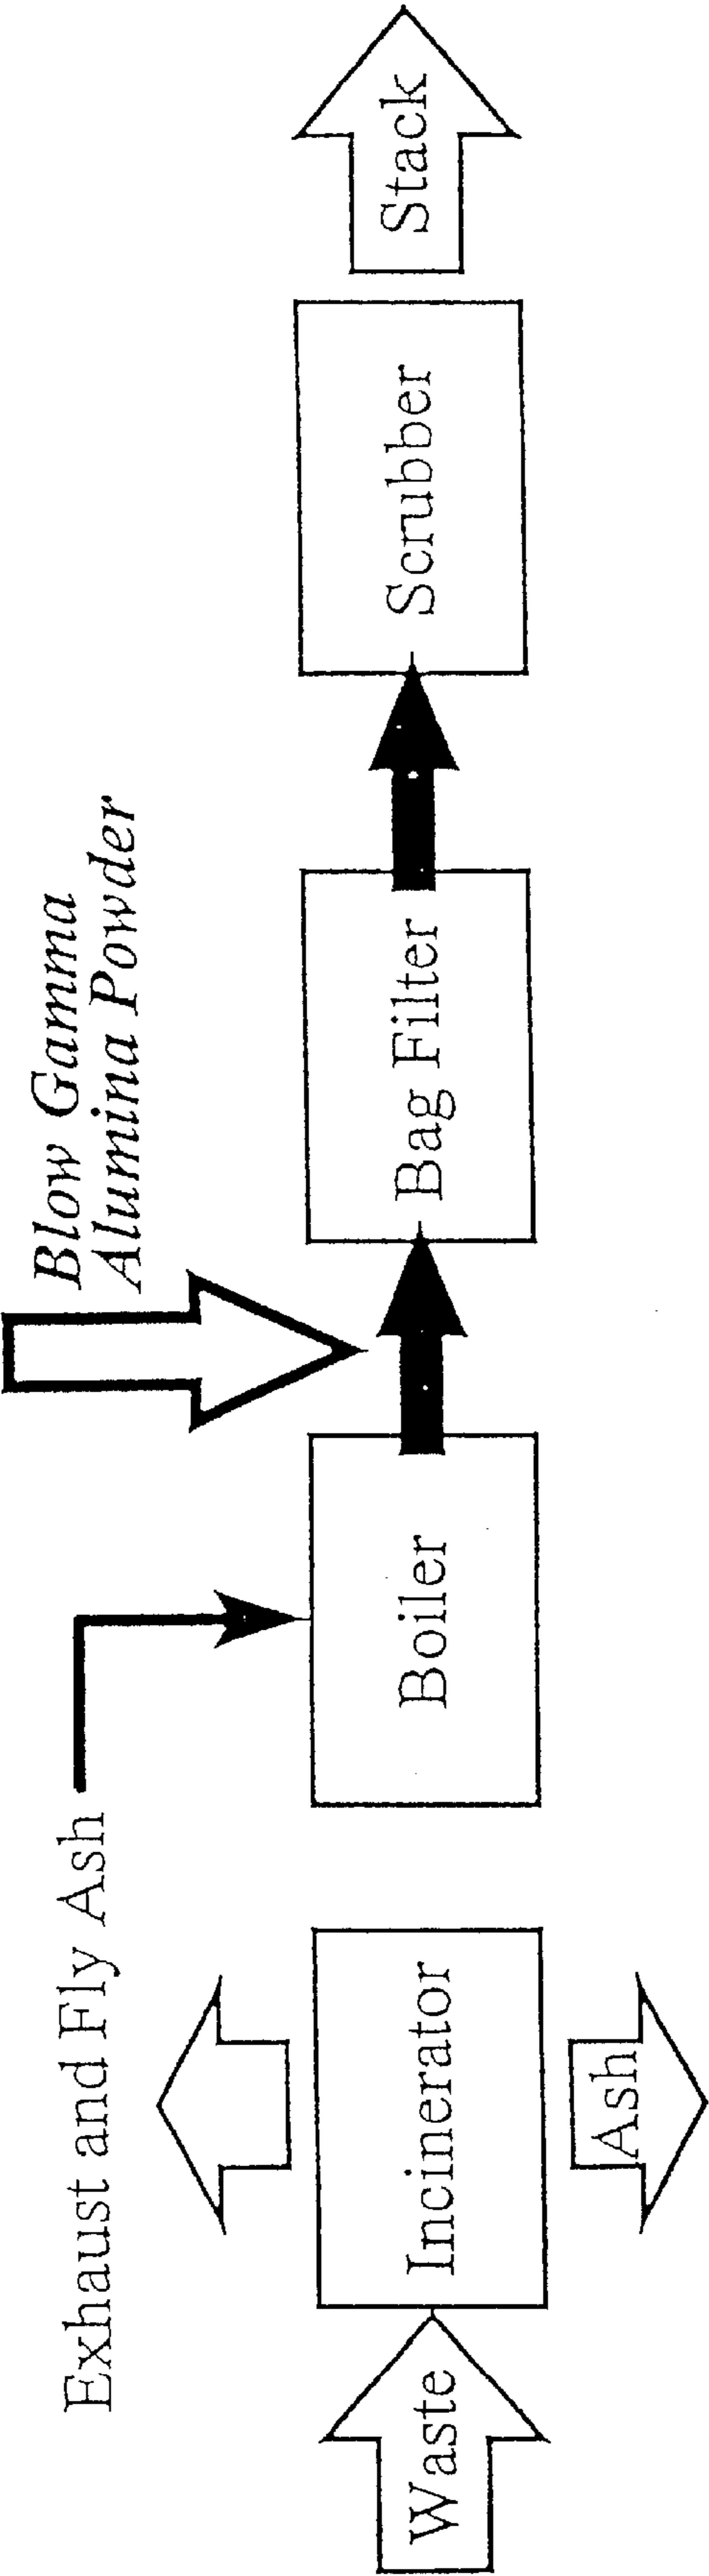 Exhaust and Fly Ash
Blow Gamma
Alumina Powder
Waste
Incinerator
Ash
Boiler
Bag Filter
Scrubber
Stack